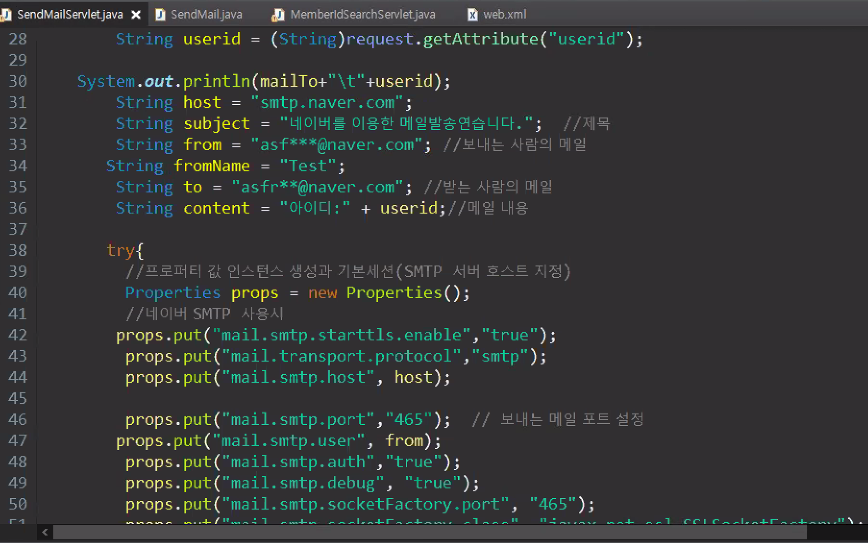 SendMailServlet.java SendMail.java MemberIdSearchServlet.java web.xml
28 String userid = (String)request.getAttribute("userid");
29
30 System.out.println(mailTo+"\t"+userid);
31 String host = "smtp.naver.com";
32 String subject = "네이버를 이용한 메일발송연습니다."; //제목
33 String from = "asf***@naver.com"; //보내는 사람의 메일
34 String fromName = "Test";
35 String to = "asfr**@naver.com"; //받는 사람의 메일
36 String content = "아이디:" + userid;//메일 내용
37
38 try{
39 //프로퍼티 값 인스턴스 생성과 기본세션(SMTP 서버 호스트 지정)
40 Properties props = new Properties();
41 //네이버 SMTP 사용시
42 props.put("mail.smtp.starttls.enable","true");
43 props.put("mail.transport.protocol","smtp");
44 props.put("mail.smtp.host", host);
45
46 props.put("mail.smtp.port","465"); // 보내는 메일 포트 설정
47 props.put("mail.smtp.user", from);
48 props.put("mail.smtp.auth","true");
49 props.put("mail.smtp.debug", "true");
50 props.put("mail.smtp.socketFactory.port", "465");
51 props.put("mail.smtp.socketFactory.class", "javax.net.ssl.SSLSocketFactory");